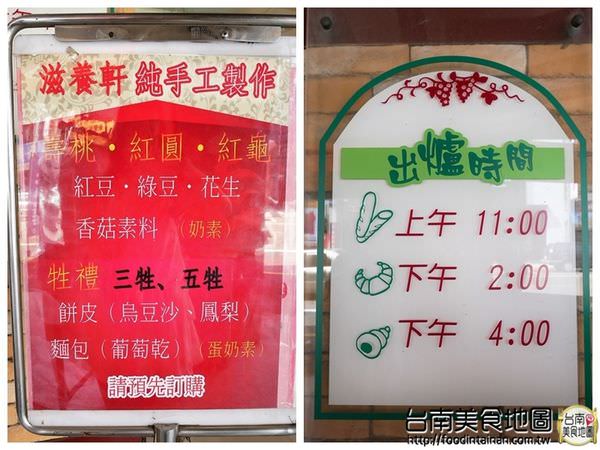 滋養軒 純手工製作
壽桃・紅圓・紅龜
紅豆・綠豆・花生
香菇素料 (奶素)
牲禮 三牲、五牲
餅皮(烏豆沙、鳳梨)
麵包(葡萄乾) (蛋奶素)
請預先訂購
出爐時間
上午 11:00
下午 2:00
下午 4:00
台南美食地圖
http://foodintainan.com.tw
台南
美食地圖